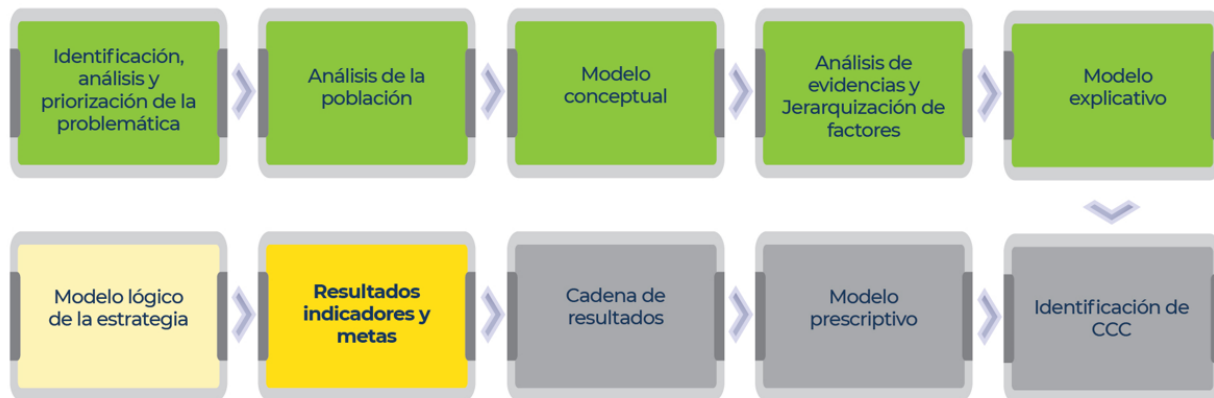 Identificación,
análisis y
priorización de la
problemática
Análisis de la
población
Modelo
conceptual
Análisis de
evidencias y
Jerarquización de
factores
Modelo
explicativo
Modelo lógico
de la estrategia
Resultados
indicadores y
metas
Cadena de
resultados
Modelo
prescriptivo
Identificación de
CCC